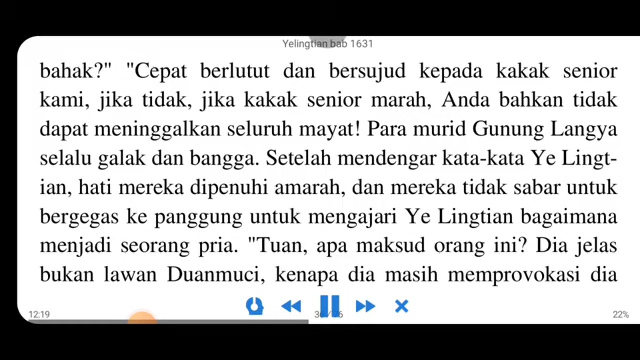 Yelingtian bab 1631
bahak?" "Cepat berlutut dan bersujud kepada kakak senior
kami, jika tidak, jika kakak senior marah, Anda bahkan tidak
dapat meninggalkan seluruh mayat! Para murid Gunung Langya
selalu galak dan bangga. Setelah mendengar kata-kata Ye Lingt-
ian, hati mereka dipenuhi amarah, dan mereka tidak sabar untuk
bergegas ke panggung untuk mengajari Ye Lingtian bagaimana
menjadi seorang pria. "Tuan, apa maksud orang ini? Dia jelas
bukan lawan Duanmuci, kenapa dia masih memprovokasi dia
12:19
22%